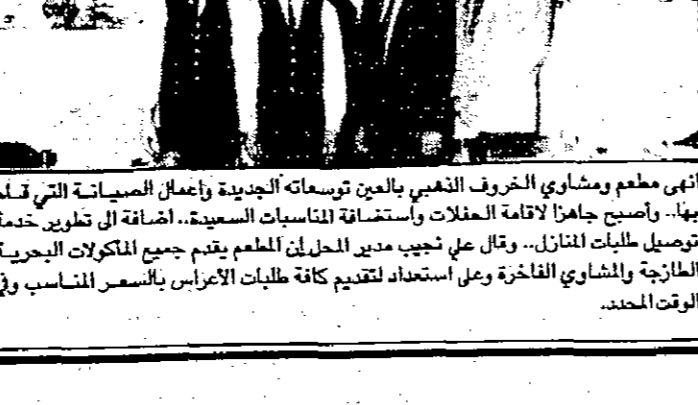 انهى مطعم ومشاوي الخروف الذهبي بالعين توسعاته الجديدة وأعمال الصيانة التي قام
بها.. وأصبح جاهزا لاقامة الحفلات وأستضافة المناسبات السعيدة.. اضافة الى تطوير خدمة
توصيل طلبات المنازل.. وقال علي نجيب مدير المحل إن المطعم يقدم جميع المأكولات البحرية
الطازجة والمشاوي الفاخرة وعلى استعداد لتقديم كافة طلبات الأعراس بالسعر المناسب وفي
الوقت المحدد.